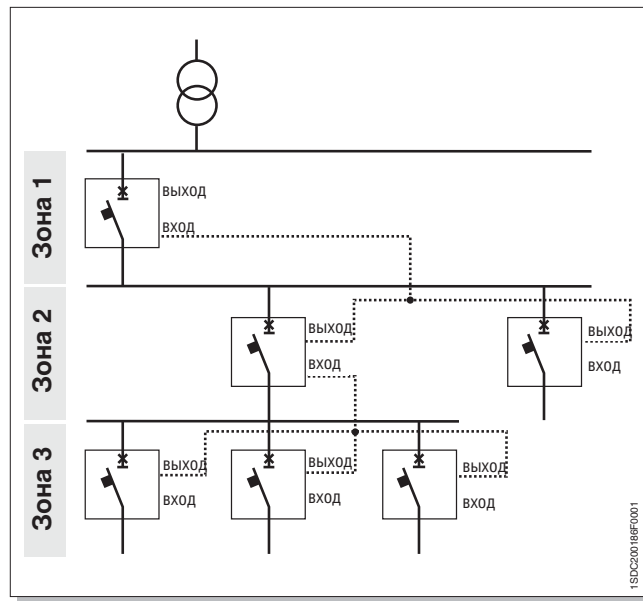 Зона 1
выход
вход
Зона 2
выход
вход
выход
вход
Зона 3
выход
вход
выход
вход
выход
вход
1SDC200186F0001